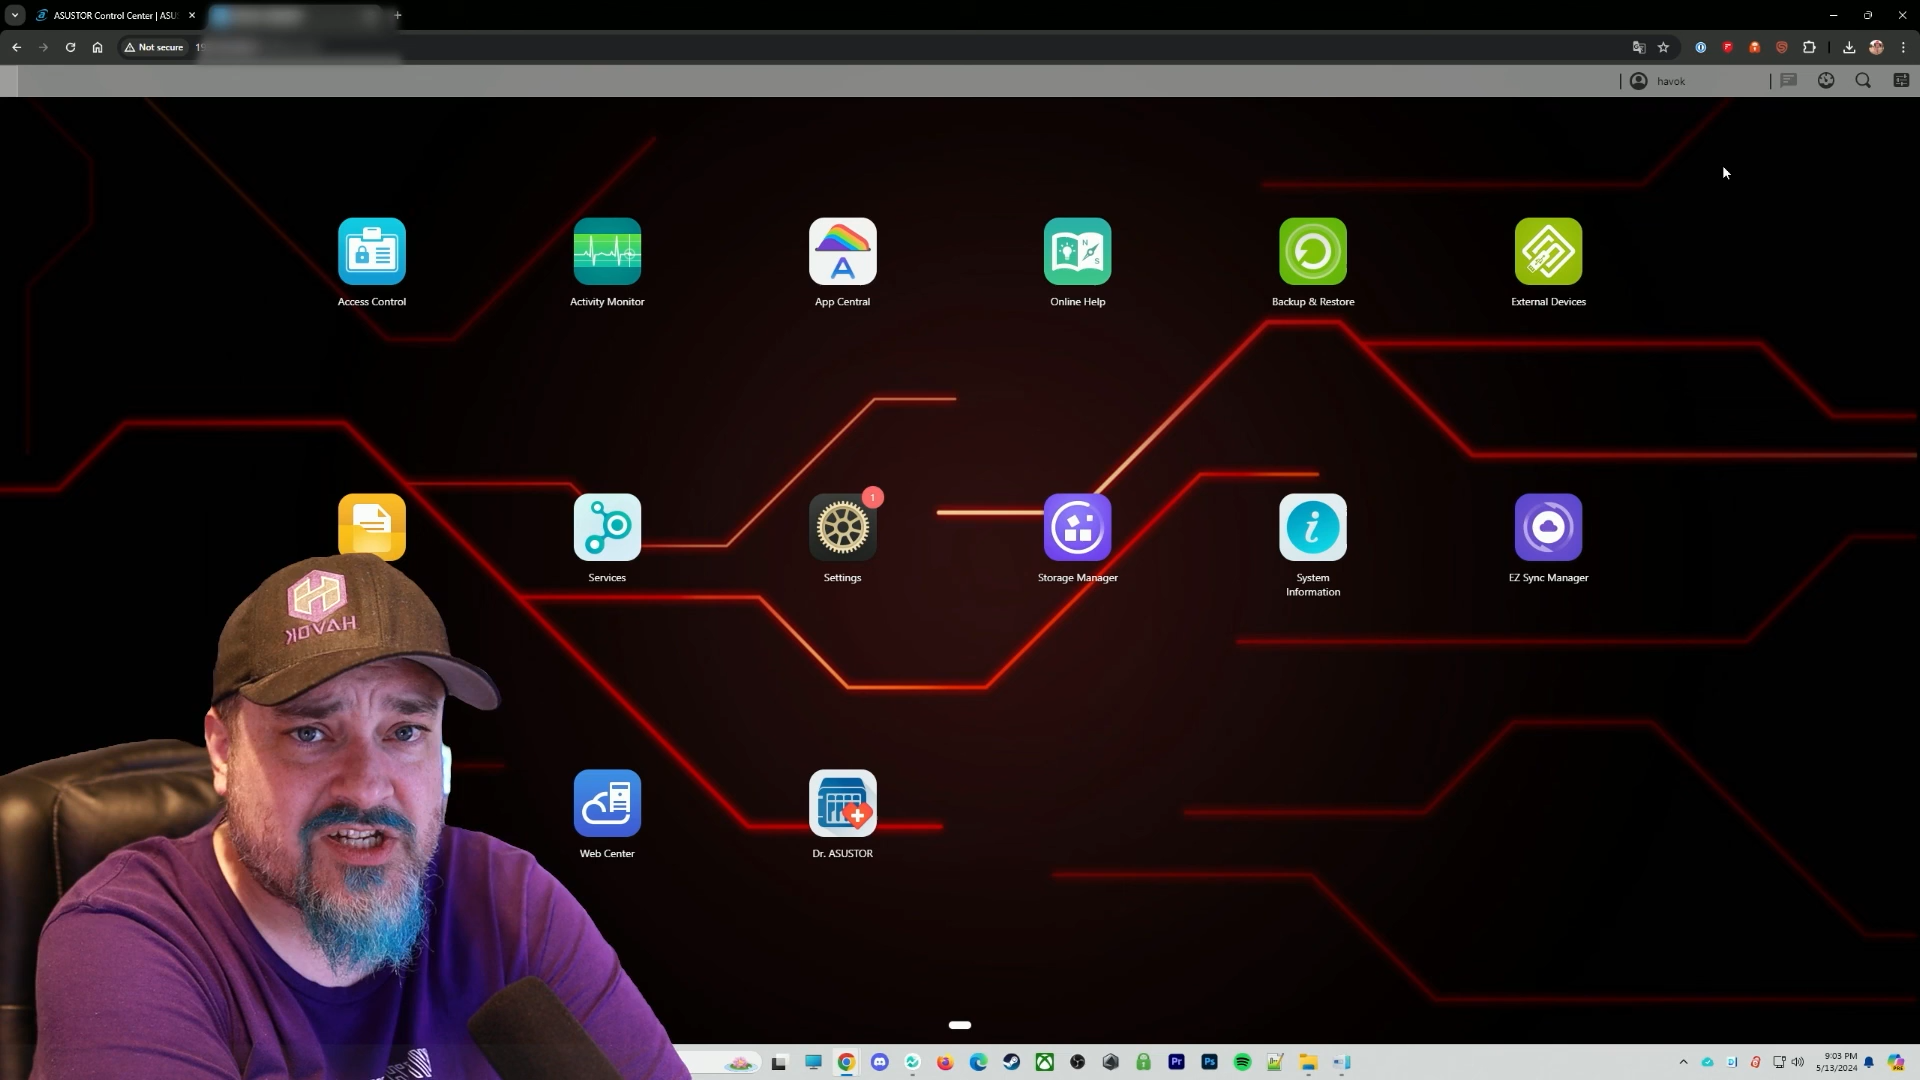 ASUSTOR Control Center | ASU
Not secure
19
havok
Access Control
Activity Monitor
App Central
Online Help
Backup & Restore
External Devices
Services
1
Settings
Storage Manager
System
Information
EZ Sync Manager
HAVOK
Web Center
Dr. ASUSTOR
9:03 PM
5/13/2024